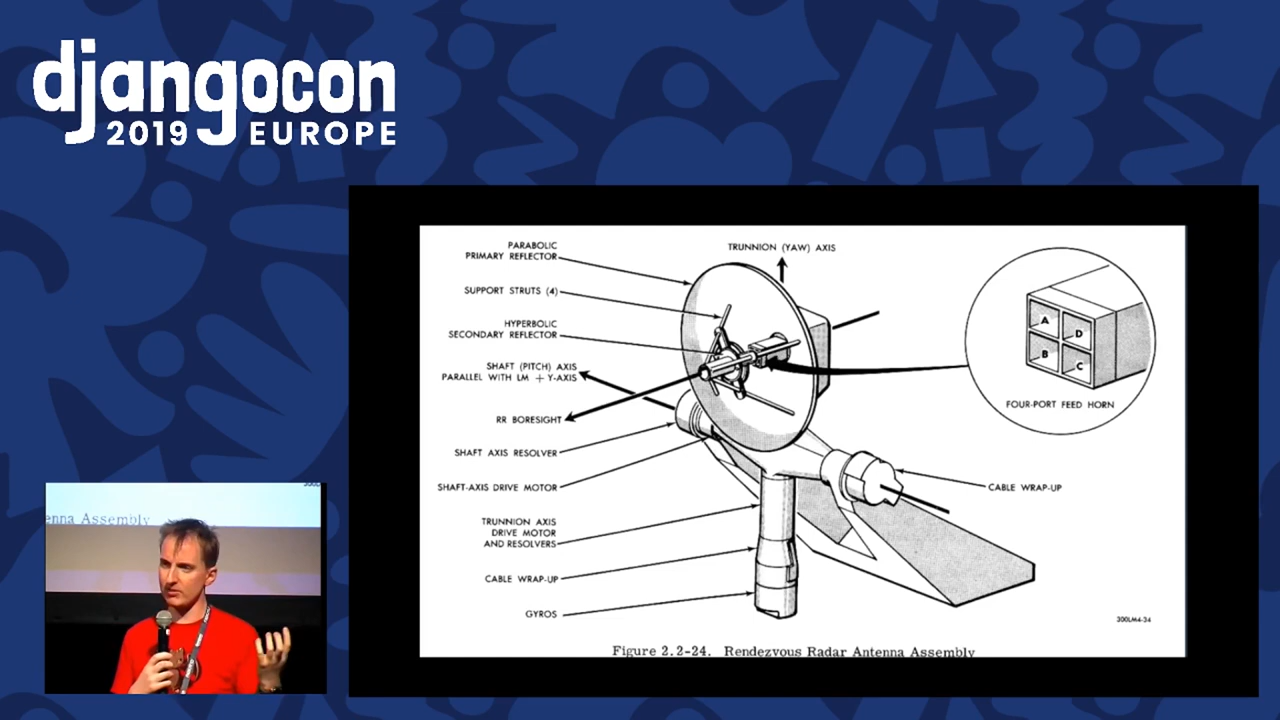 djangocon
2019 EUROPE
PARABOLIC
PRIMARY REFLECTOR
SUPPORT STRUTS (4)
HYPERBOLIC
SECONDARY REFLECTOR
SHAFT (PITCH) AXIS
PARALLEL WITH LM + Y-AXIS
RR BORESIGHT
SHAFT AXIS RESOLVER
SHAFT-AXIS DRIVE MOTOR
TRUNNION AXIS
DRIVE MOTOR
AND RESOLVERS
CABLE WRAP-UP
GYROS
TRUNNION (YAW) AXIS
A
D
B
C
FOUR-PORT FEED HORN
CABLE WRAP-UP
300LM4-34
Figure 2.2-24. Rendezvous Radar Antenna Assembly
enna Assembly